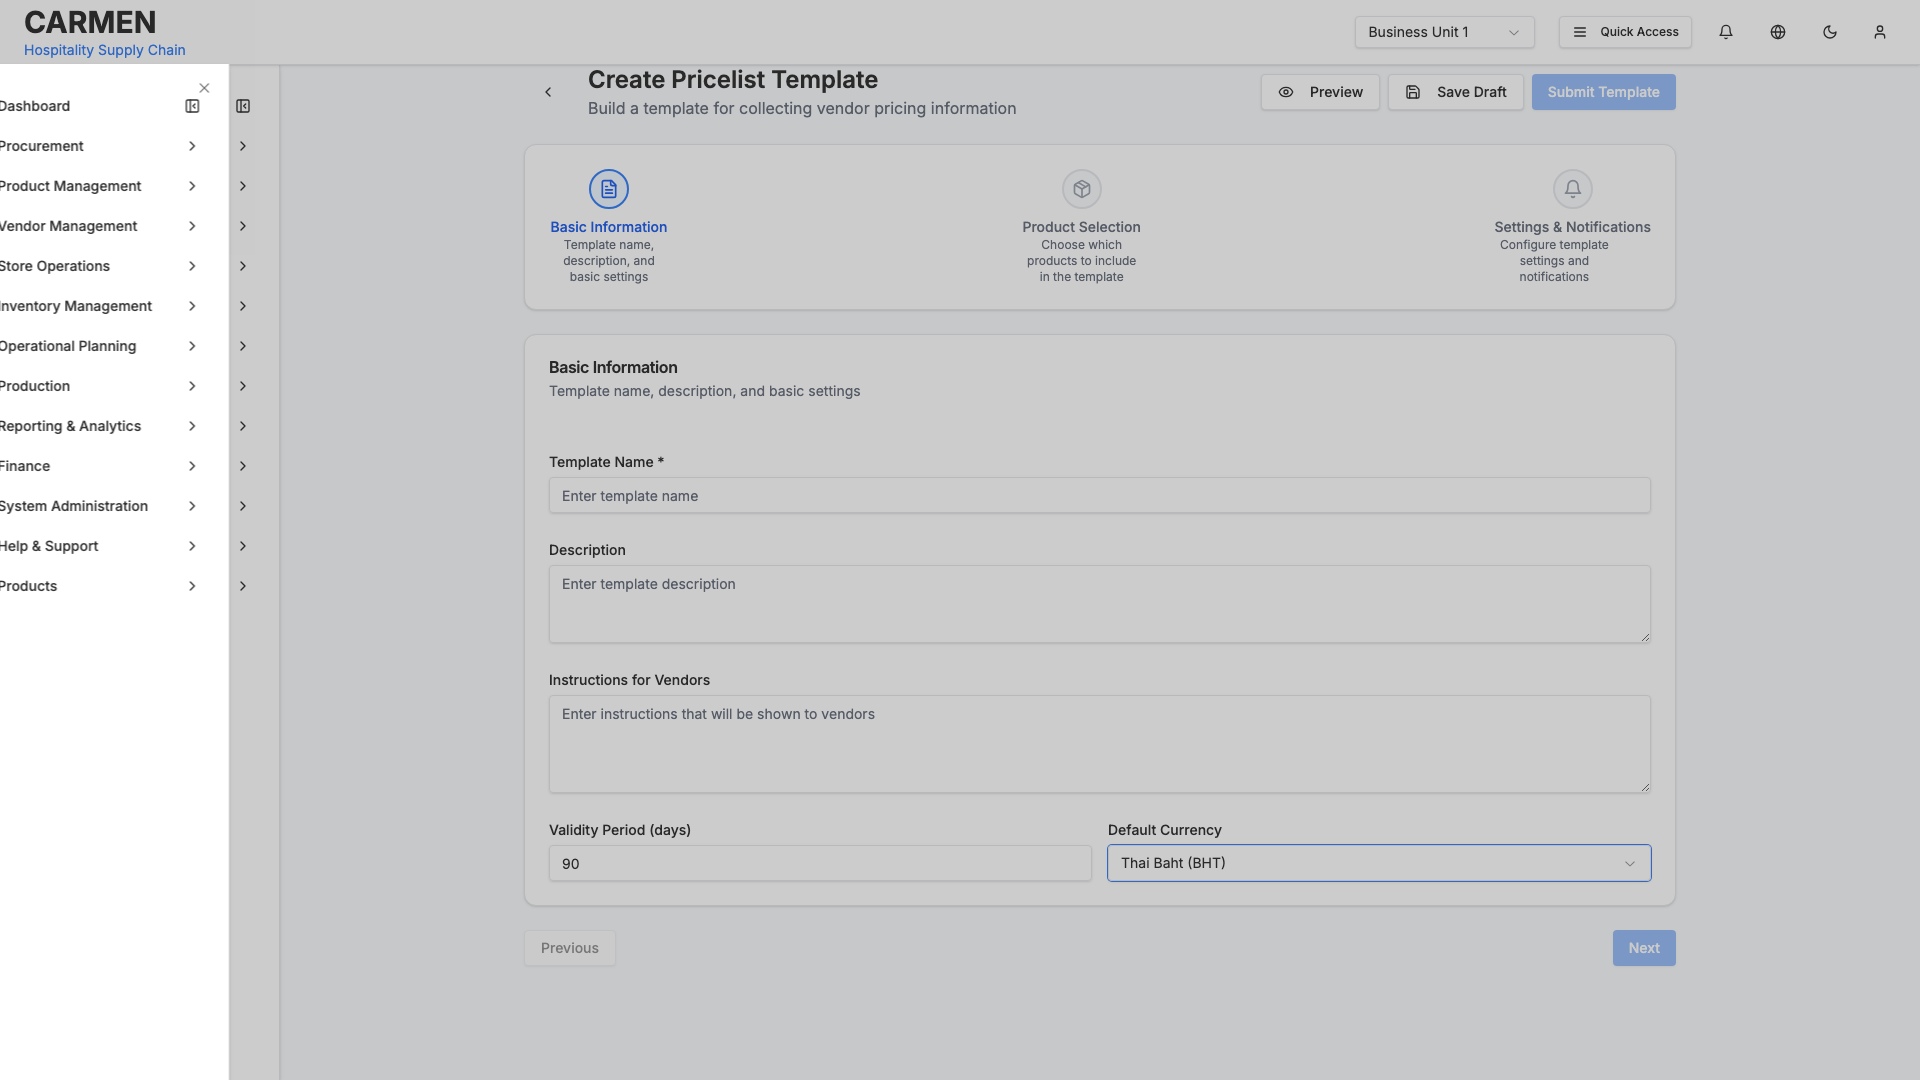 CARMEN
Hospitality Supply Chain
Business Unit 1
Quick Access
Dashboard
Procurement
Product Management
Vendor Management
Store Operations
Inventory Management
Operational Planning
Production
Reporting & Analytics
Finance
System Administration
Help & Support
Products
Create Pricelist Template
Build a template for collecting vendor pricing information
Preview
Save Draft
Submit Template
Basic Information
Template name,
description, and
basic settings
Product Selection
Choose which
products to include
in the template
Settings & Notifications
Configure template
settings and
notifications
Basic Information
Template name, description, and basic settings
Template Name *
Enter template name
Description
Enter template description
Instructions for Vendors
Enter instructions that will be shown to vendors
Validity Period (days)
90
Default Currency
Thai Baht (BHT)
Previous
Next